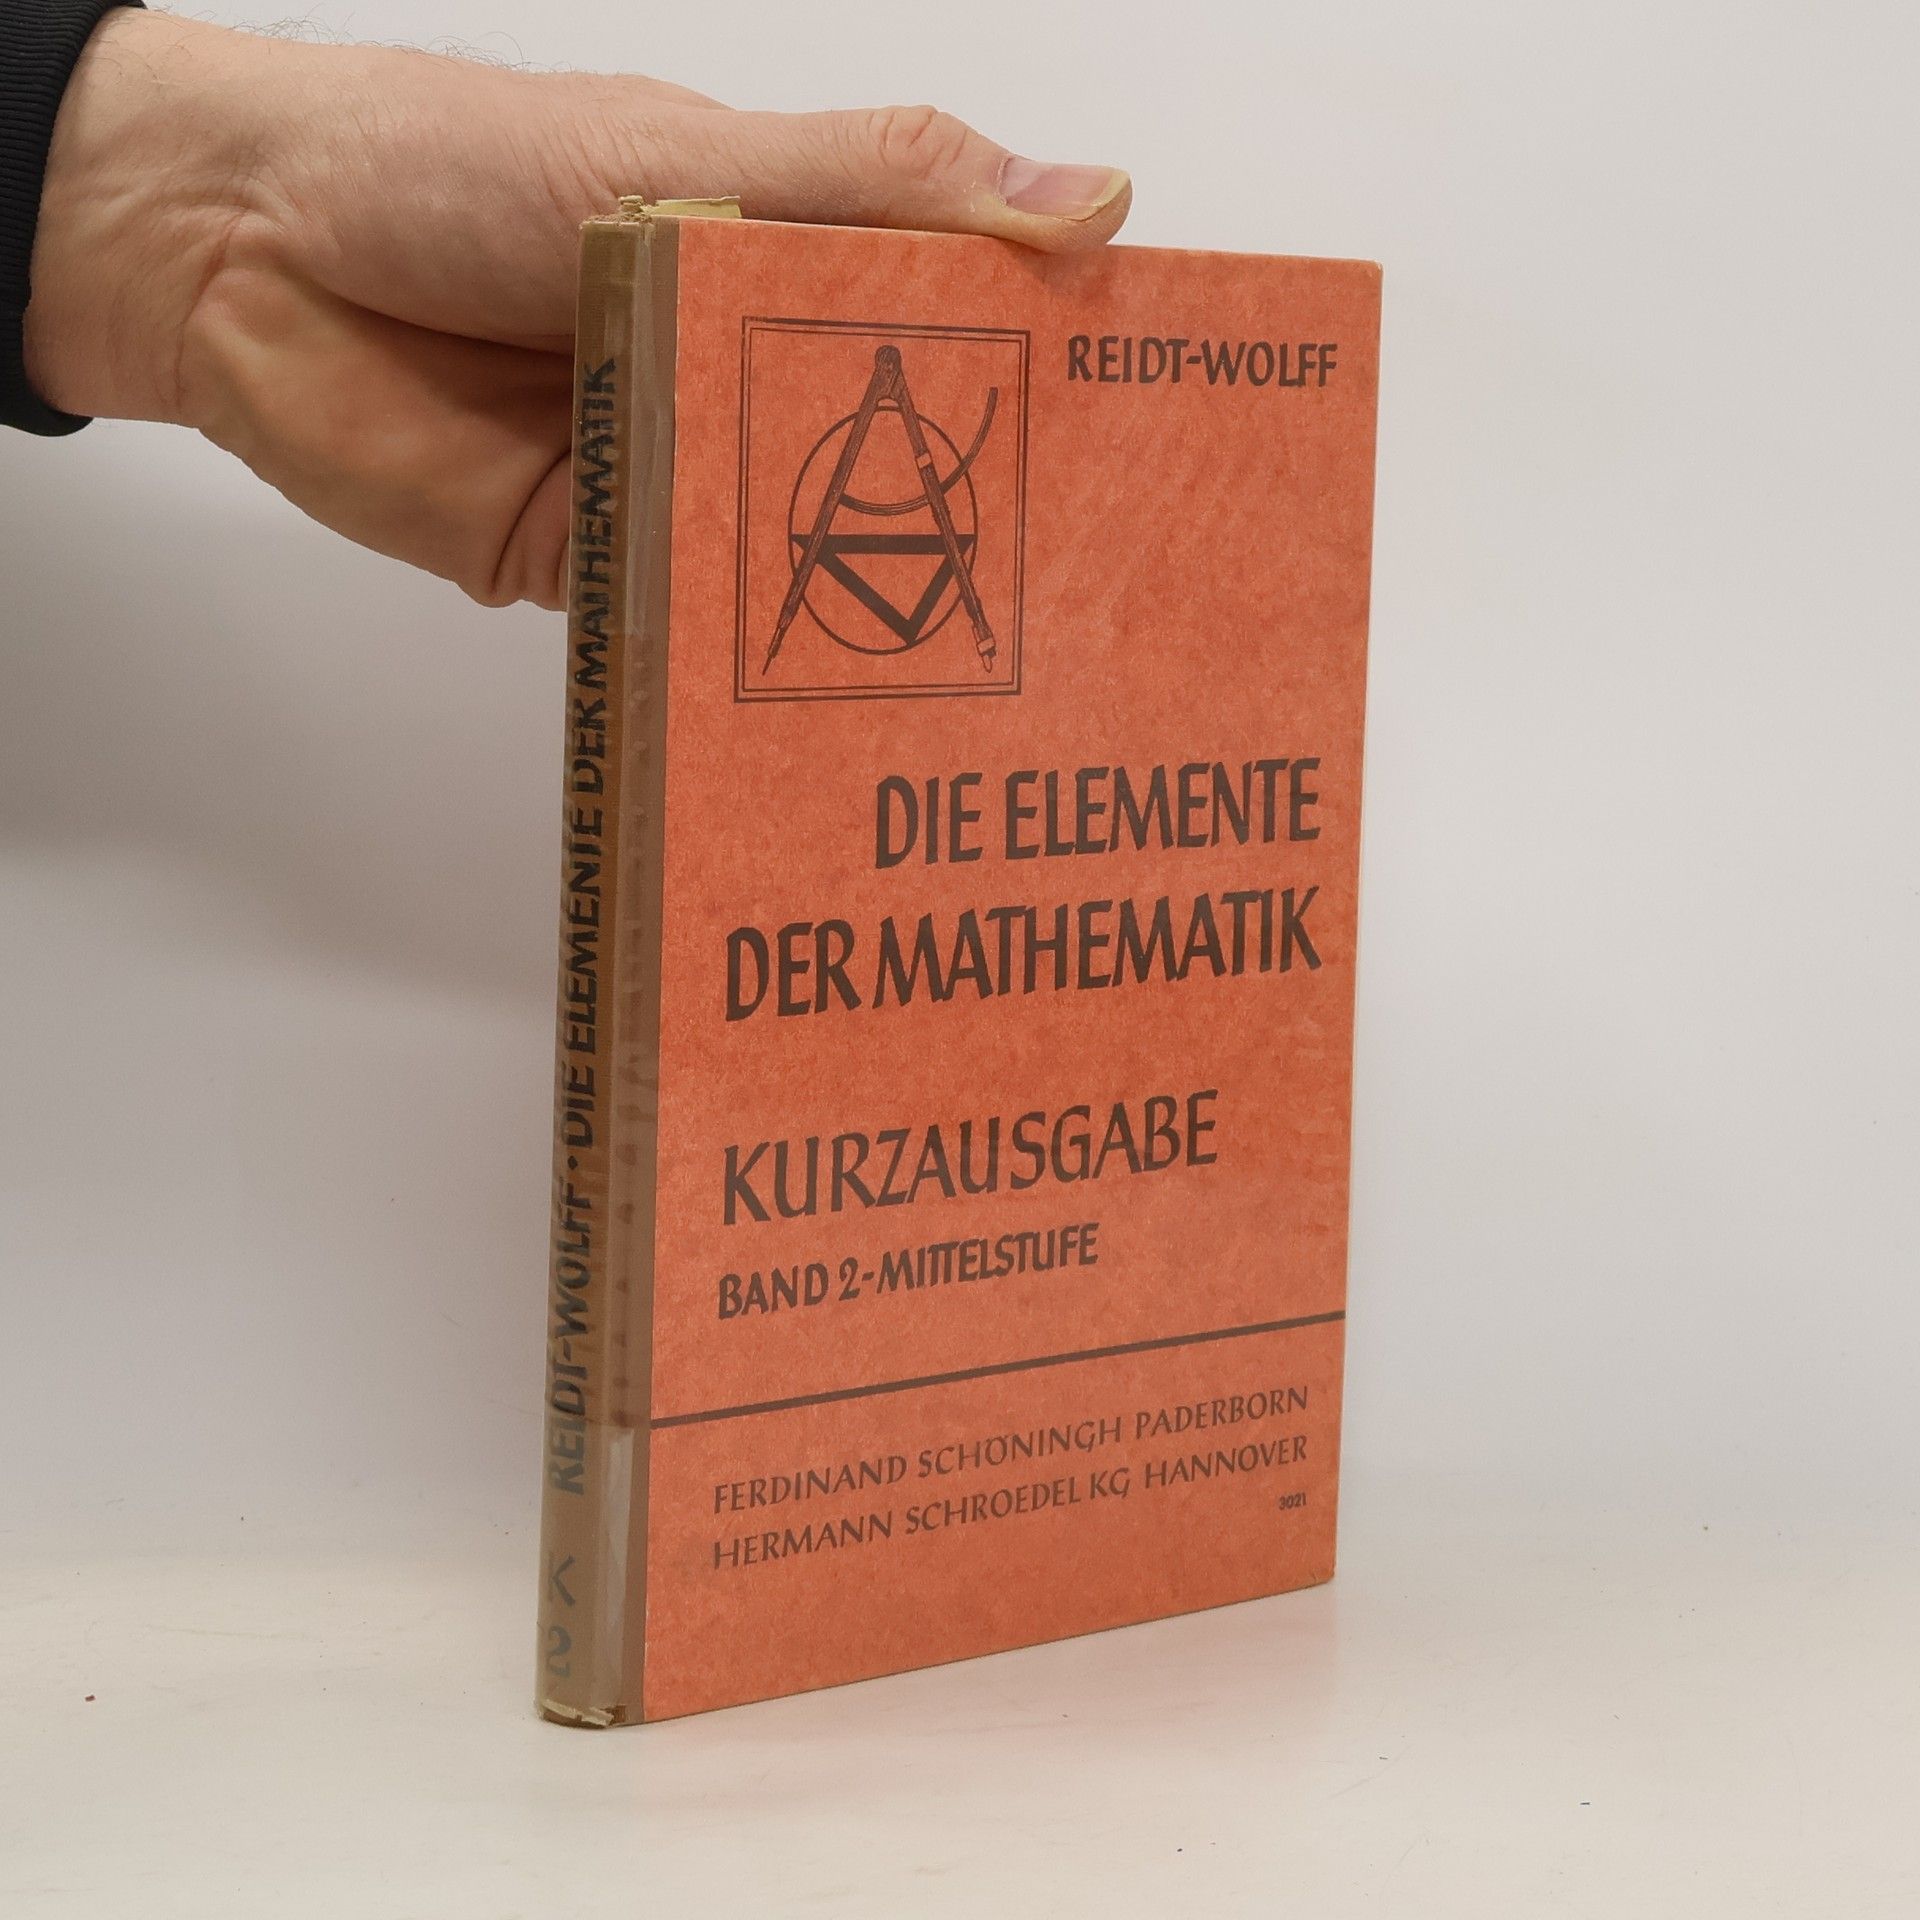 REIDT-WOLFF
DIE ELEMENTE
DER MATHEMATIK
KURZAUSGABE
BAND 2-MITTELSTUFE
FERDINAND SCHÖNINGH PADERBORN
HERMANN SCHROEDEL KG HANNOVER
3021
2 K REIDT-WOLFF · DIE ELEMENTE DER MATHEMATIK